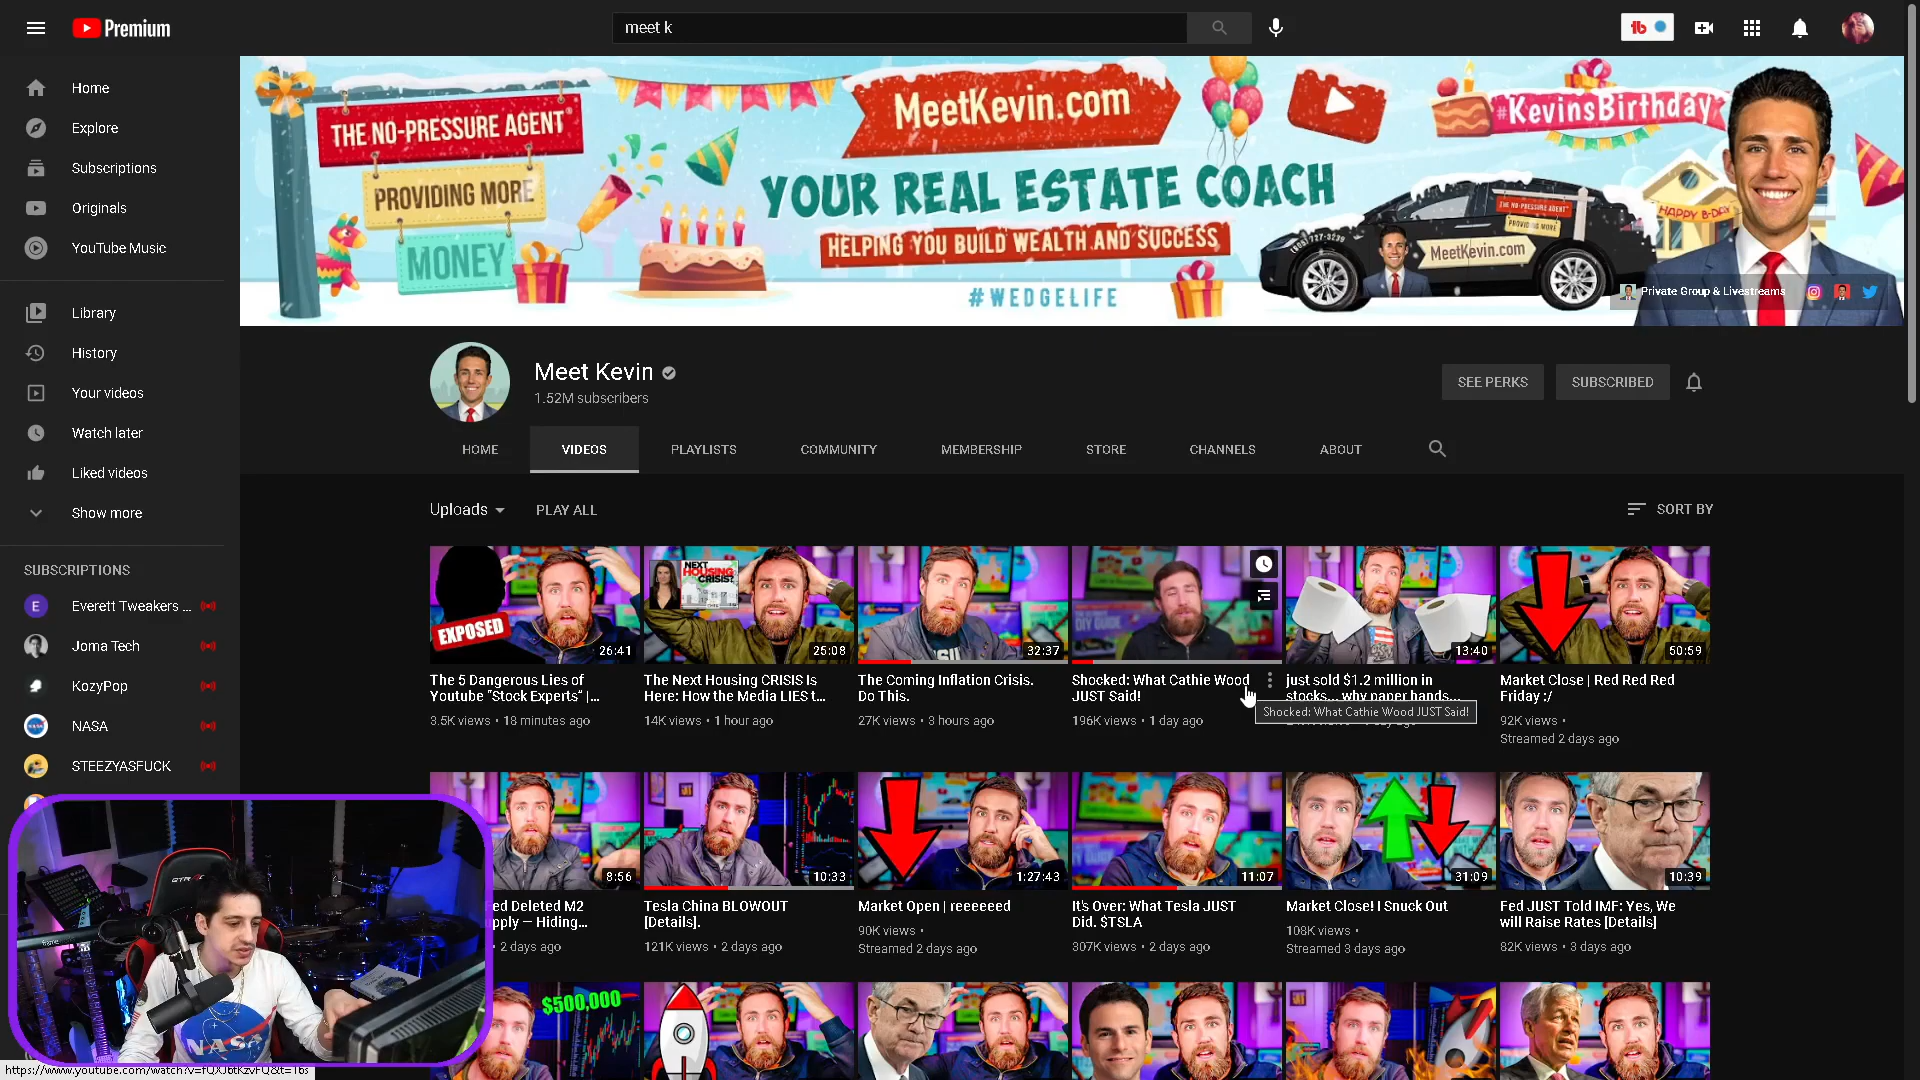 Premium
meet k
Home
Explore
Subscriptions
Originals
YouTube Music
Library
History
Your videos
Watch later
Liked videos
Show more
SUBSCRIPTIONS
E
Everett Tweakers ...
Joma Tech
KozyPop
NASA
STEEZYASFUCK
THE NO-PRESSURE AGENT
PROVIDING MORE
MONEY
MeetKevin.com
YOUR REAL ESTATE COACH
HELPING YOU BUILD WEALTH AND SUCCESS
#WEDGELIFE
#KevinsBirthday
HAPPY B-DAY
THE NO-PRESSURE AGENT
PROVIDING MORE
MeetKevin.com
(805) 727-3239
Private Group & Livestreams
Meet Kevin
1.52M subscribers
SEE PERKS
SUBSCRIBED
HOME
VIDEOS
PLAYLISTS
COMMUNITY
MEMBERSHIP
STORE
CHANNELS
ABOUT
Uploads
PLAY ALL
SORT BY
EXPOSED
26:41
The 5 Dangerous Lies of
Youtube "Stock Experts" |...
3.5K views • 18 minutes ago
NEXT
HOUSING
CRISIS?
25:08
The Next Housing CRISIS Is
Here: How the Media LIES t...
14K views • 1 hour ago
32:37
The Coming Inflation Crisis.
Do This.
27K views • 3 hours ago
Shocked: What Cathie Wood
JUST Said!
196K views • 1 day ago
Shocked: What Cathie Wood JUST Said!
13:40
just sold $1.2 million in
stocks... why paper hands...
50:59
Market Close | Red Red Red
Friday :/
92K views •
Streamed 2 days ago
8:56
ed Deleted M2
pply — Hiding...
• 2 days ago
10:33
Tesla China BLOWOUT
[Details].
121K views • 2 days ago
1:27:43
Market Open | reeeeeed
90K views •
Streamed 2 days ago
11:07
It's Over: What Tesla JUST
Did. $TSLA
307K views • 2 days ago
31:09
Market Close! I Snuck Out
108K views •
Streamed 3 days ago
10:39
Fed JUST Told IMF: Yes, We
will Raise Rates [Details]
82K views • 3 days ago
$500,000
NASA